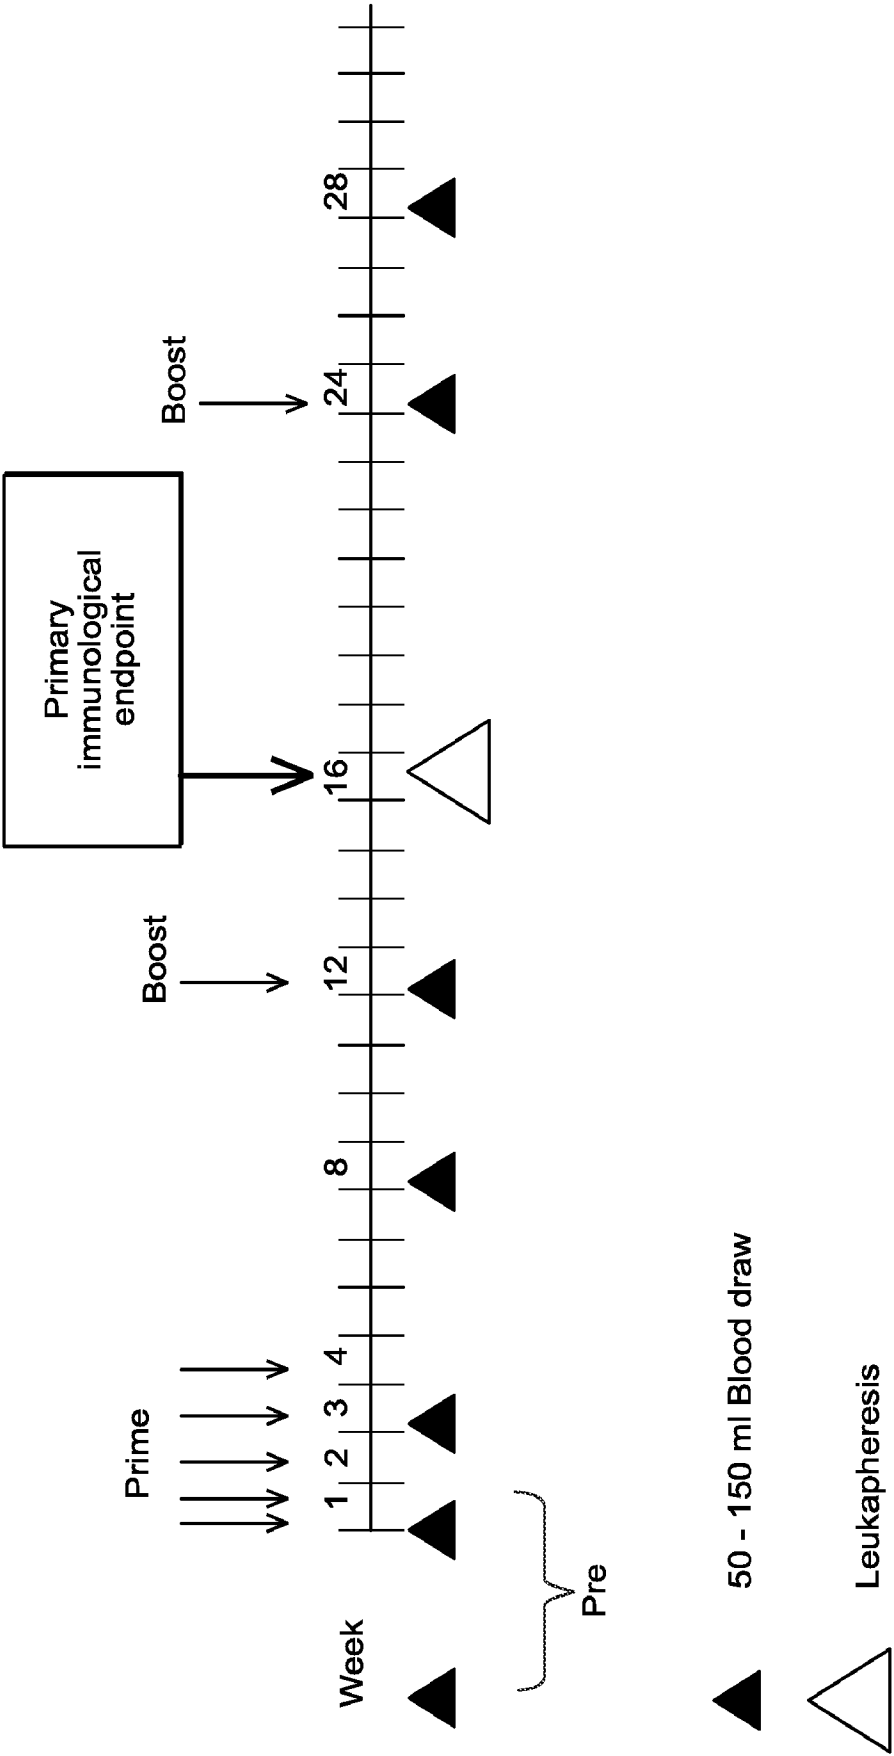 Primary
immunological
endpoint
Prime
Boost
Boost
Week
1 2 3 4 8 12 16 24 28
Pre
50 - 150 ml Blood draw
Leukapheresis